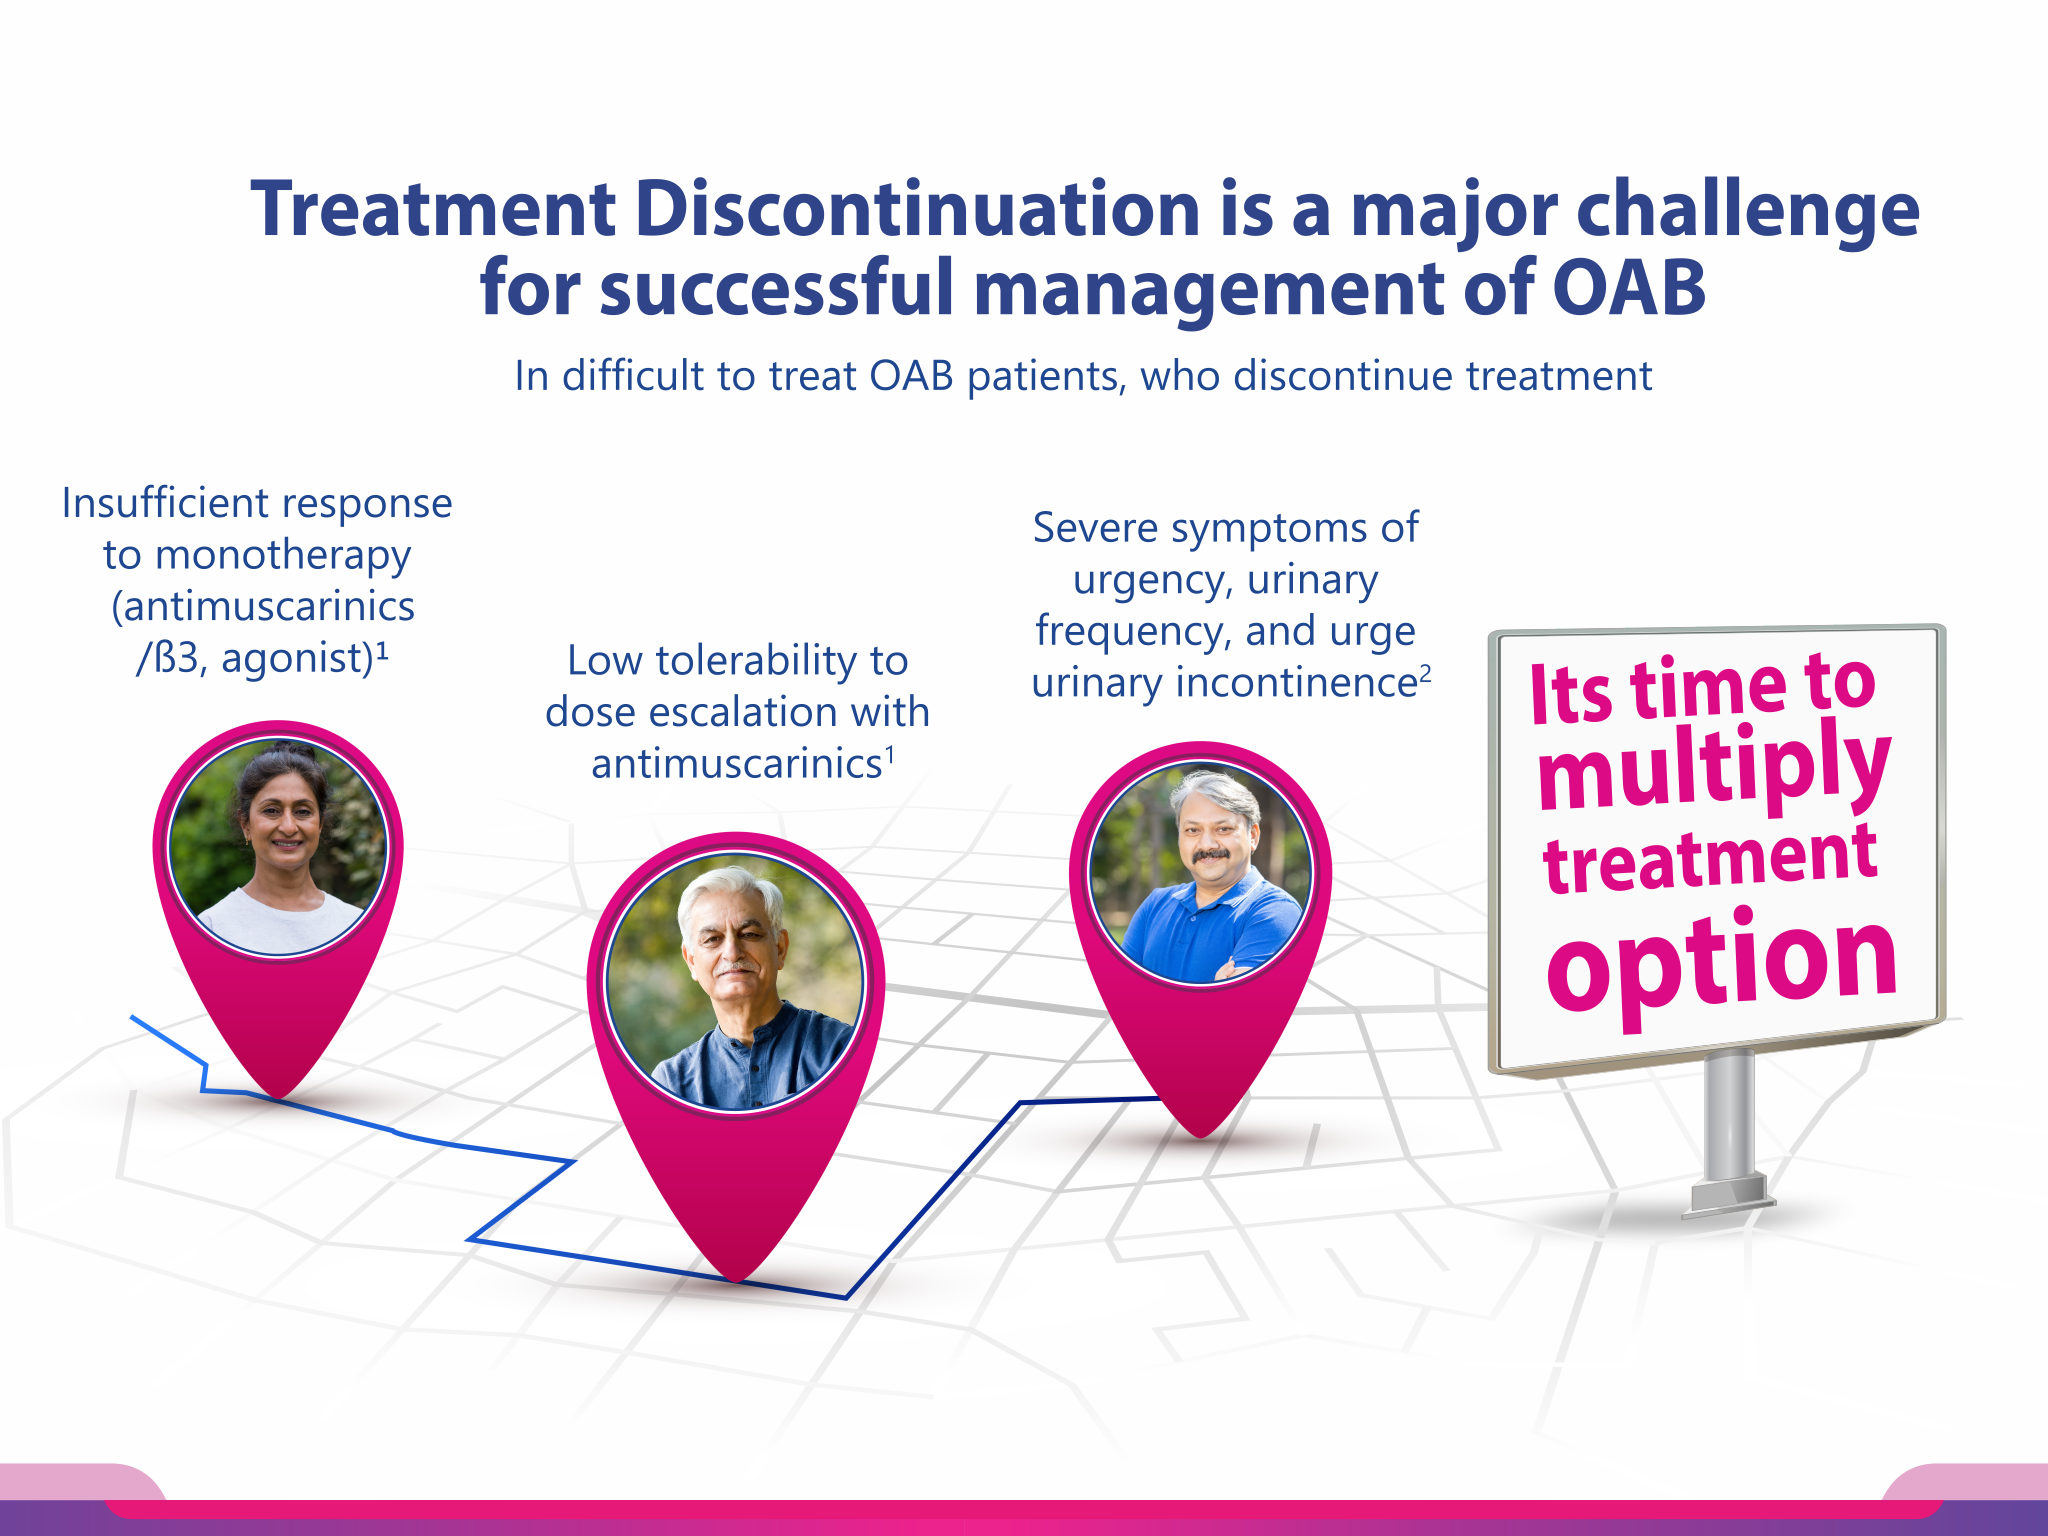 Treatment Discontinuation is a major challenge
for successful management of OAB
In difficult to treat OAB patients, who discontinue treatment
Insufficient response
to monotherapy
(antimuscarinics
/ß3, agonist)¹
Low tolerability to
dose escalation with
antimuscarinics¹
Severe symptoms of
urgency, urinary
frequency, and urge
urinary incontinence²
Its time to
multiply
treatment
option